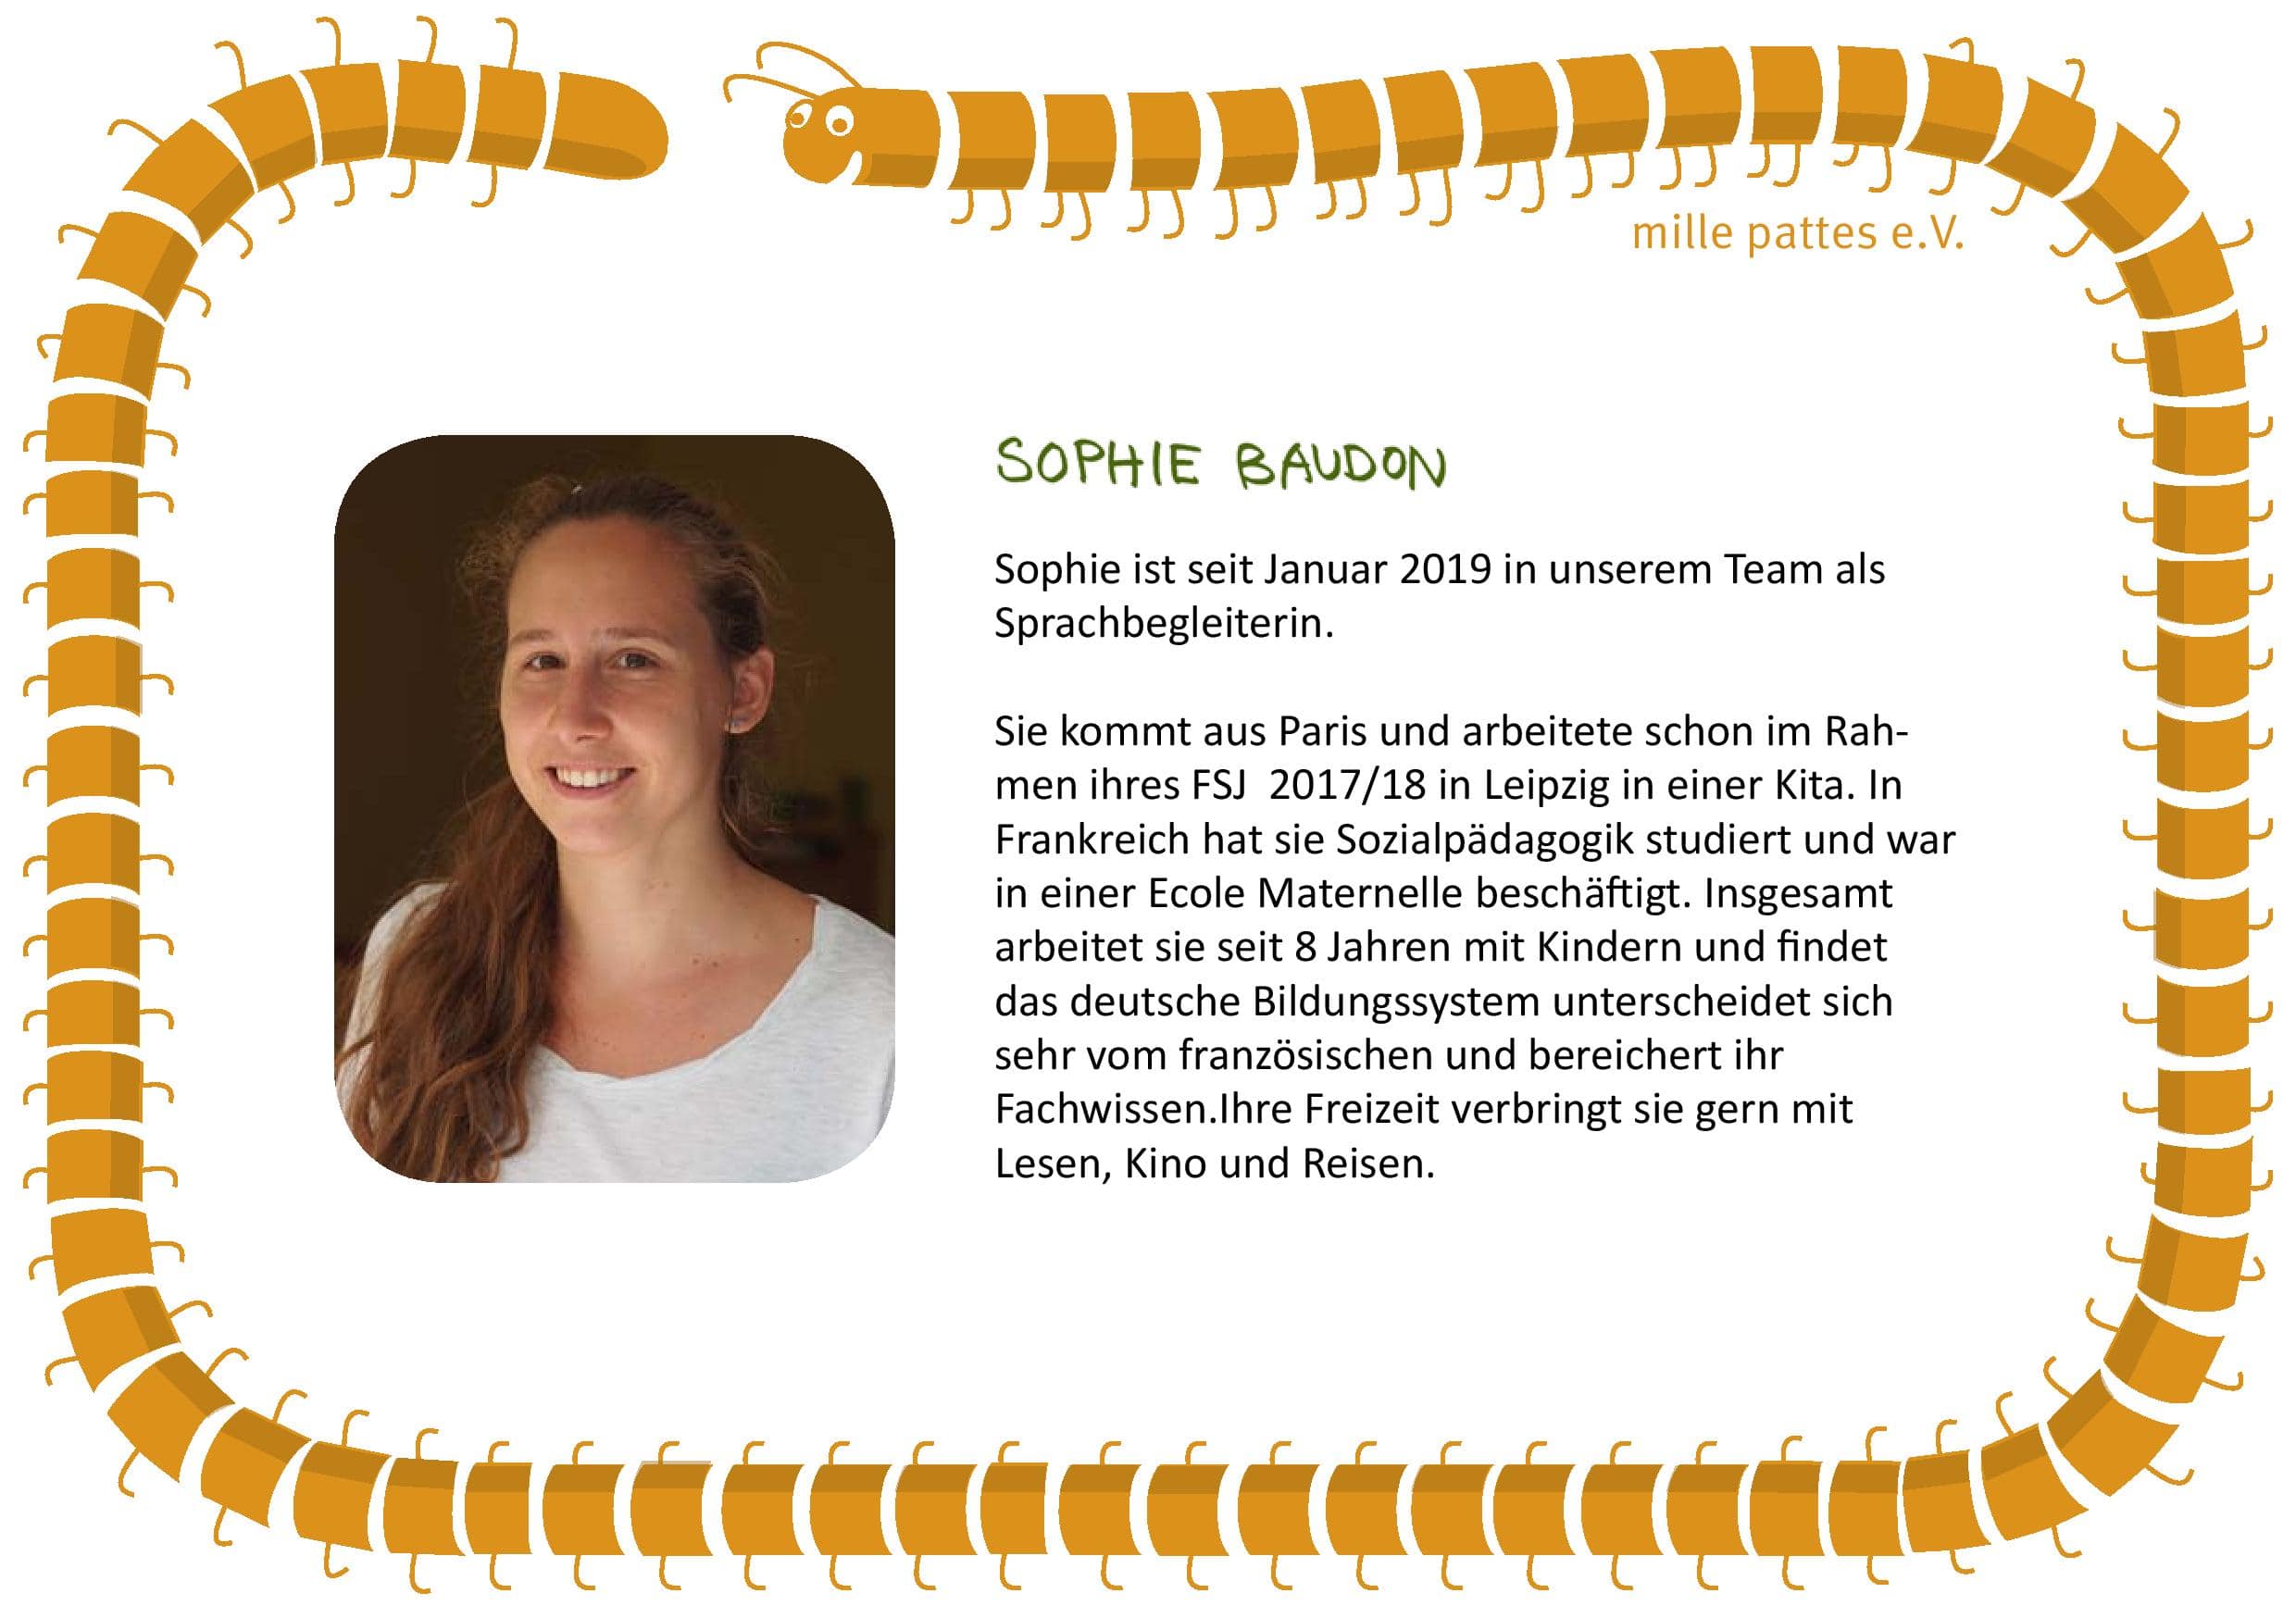 mille pattes e.V.
SOPHIE BAUDON
Sophie ist seit Januar 2019 in unserem Team als
Sprachbegleiterin.
Sie kommt aus Paris und arbeitete schon im Rah-
men ihres FSJ  2017/18 in Leipzig in einer Kita. In
Frankreich hat sie Sozialpädagogik studiert und war
in einer Ecole Maternelle beschäftigt. Insgesamt
arbeitet sie seit 8 Jahren mit Kindern und findet
das deutsche Bildungssystem unterscheidet sich
sehr vom französischen und bereichert ihr
Fachwissen.Ihre Freizeit verbringt sie gern mit
Lesen, Kino und Reisen.